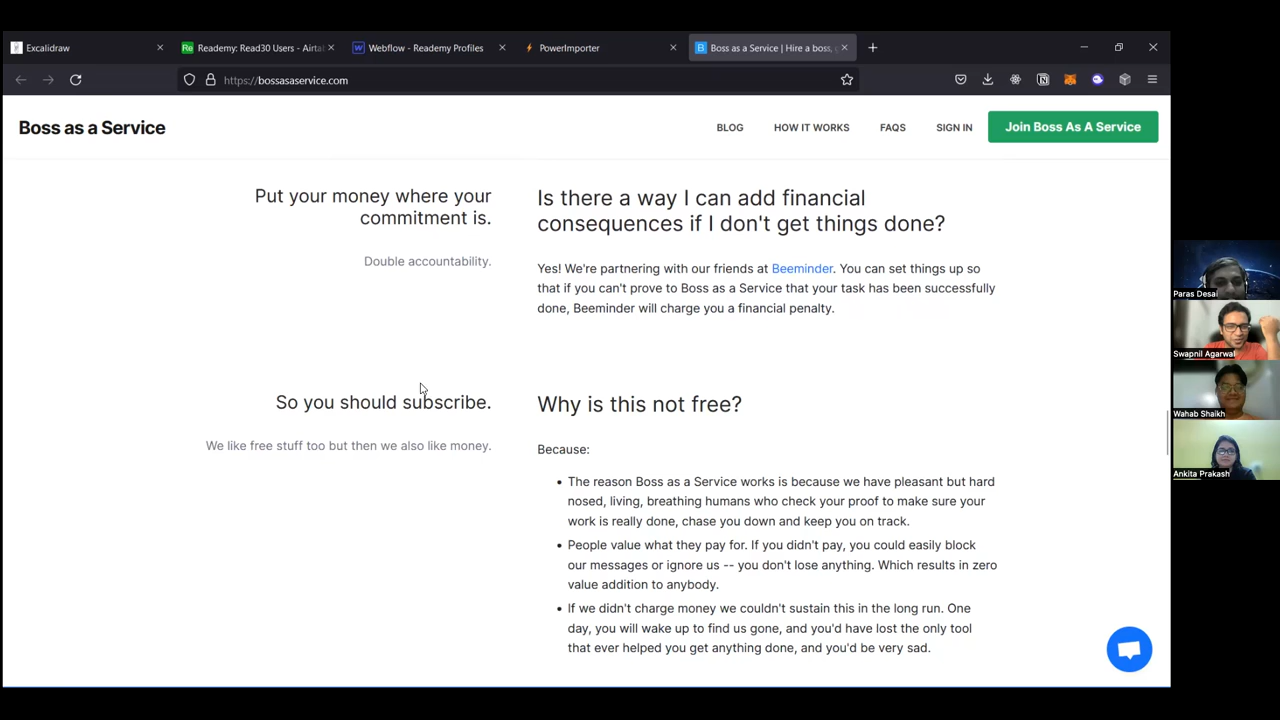 Excalidraw
Re Reademy: Read30 Users - Airtal
Webflow - Reademy Profiles
PowerImporter
B Boss as a Service | Hire a boss,
https://bossasaservice.com
Boss as a Service
BLOG
HOW IT WORKS
FAQS
SIGN IN
Join Boss As A Service
Put your money where your
commitment is.
Double accountability.
Is there a way I can add financial
consequences if I don't get things done?
Yes! We're partnering with our friends at Beeminder. You can set things up so
that if you can't prove to Boss as a Service that your task has been successfully
done, Beeminder will charge you a financial penalty.
So you should subscribe.
We like free stuff too but then we also like money.
Why is this not free?
Because:
• The reason Boss as a Service works is because we have pleasant but hard
nosed, living, breathing humans who check your proof to make sure your
work is really done, chase you down and keep you on track.
• People value what they pay for. If you didn't pay, you could easily block
our messages or ignore us -- you don't lose anything. Which results in zero
value addition to anybody.
• If we didn't charge money we couldn't sustain this in the long run. One
day, you will wake up to find us gone, and you'd have lost the only tool
that ever helped you get anything done, and you'd be very sad.
Paras Desai
Swapnil Agarwal
Wahab Shaikh
Ankita Prakash